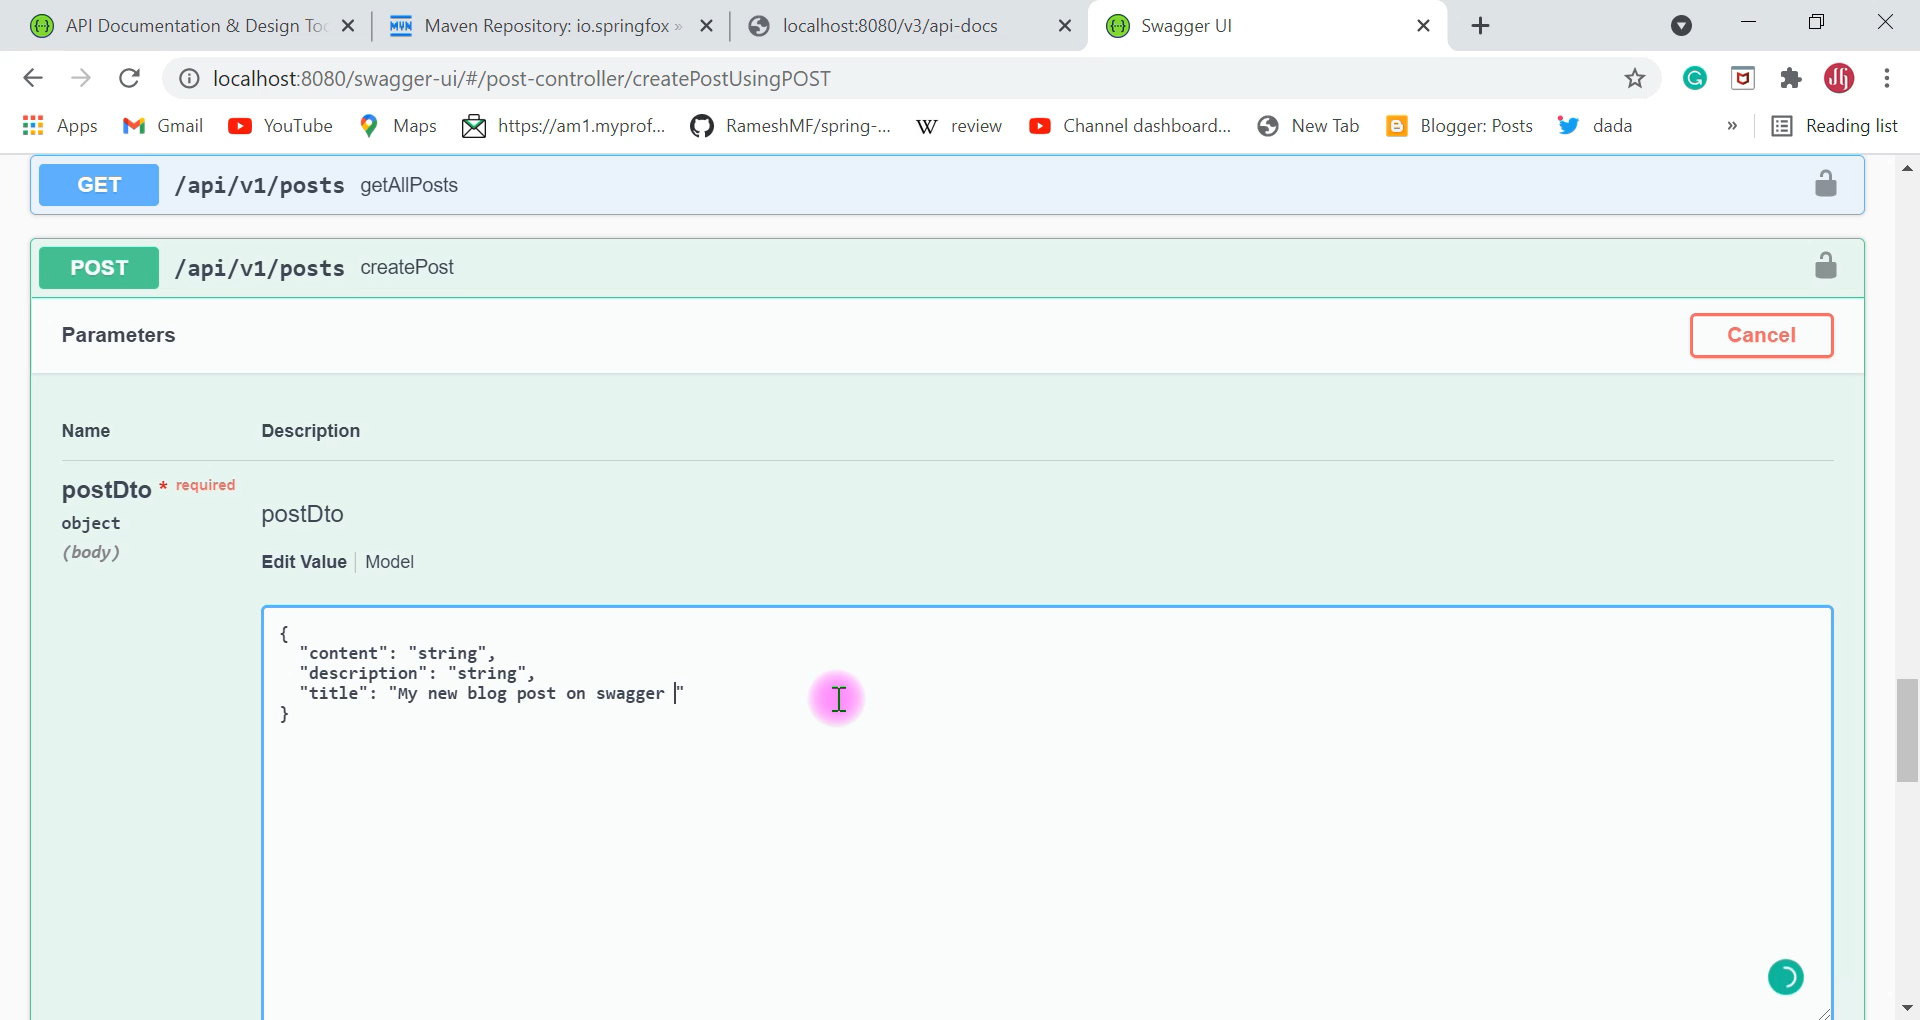 API Documentation & Design To
Maven Repository: io.springfox »
localhost:8080/v3/api-docs
Swagger UI
localhost:8080/swagger-ui/#/post-controller/createPostUsingPOST
Apps
Gmail
YouTube
Maps
https://am1.myprof...
RameshMF/spring-...
W review
Channel dashboard...
New Tab
Blogger: Posts
dada
»
Reading list
GET /api/v1/posts getAllPosts
POST /api/v1/posts createPost
Parameters
Cancel
Name Description
postDto * required
object
(body)
postDto
Edit Value Model
{
"content": "string",
"description": "string",
"title": "My new blog post on swagger "
}